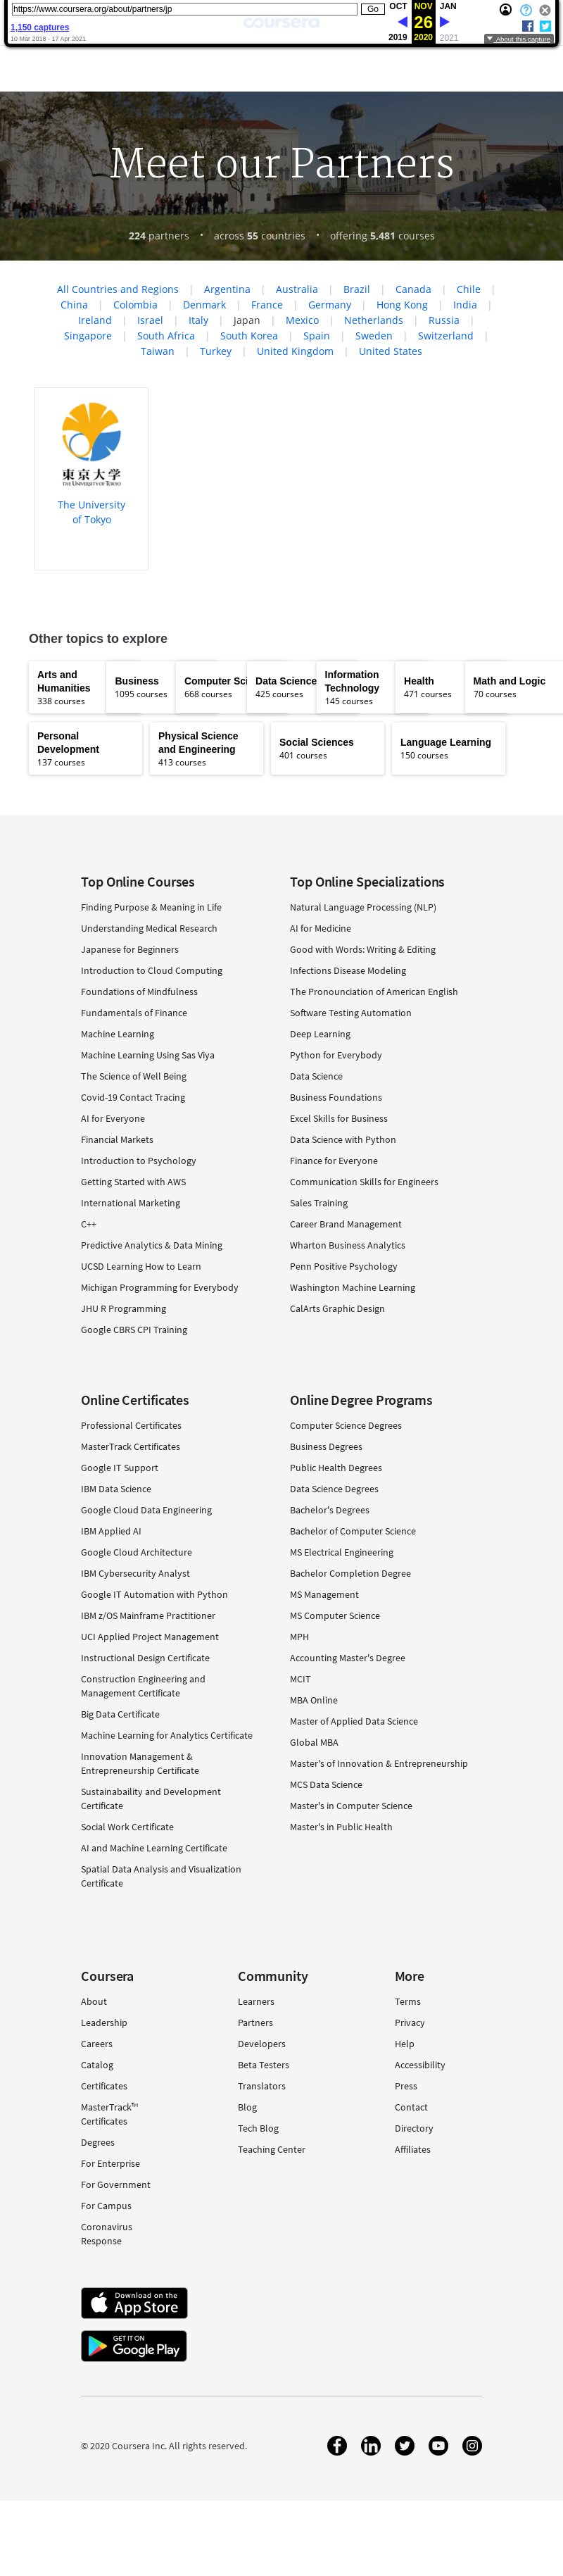 https://www.coursera.org/about/partners/jp
Go
OCT NOV JAN
26
2019 2020 2021
1,150 captures
10 Mar 2018 - 17 Apr 2021
About this capture
coursera
Meet our Partners
224 partners • across 55 countries • offering 5,481 courses
All Countries and Regions | Argentina | Australia | Brazil | Canada | Chile |
China | Colombia | Denmark | France | Germany | Hong Kong | India |
Ireland | Israel | Italy | Japan | Mexico | Netherlands | Russia |
Singapore | South Africa | South Korea | Spain | Sweden | Switzerland |
Taiwan | Turkey | United Kingdom | United States
東京大学
THE UNIVERSITY OF TOKYO
The University
of Tokyo
Other topics to explore
Arts and
Humanities
338 courses
Business
1095 courses
Computer Sci
668 courses
Data Science
425 courses
Information
Technology
145 courses
Health
471 courses
Math and Logic
70 courses
Personal
Development
137 courses
Physical Science
and Engineering
413 courses
Social Sciences
401 courses
Language Learning
150 courses
Top Online Courses
Finding Purpose & Meaning in Life
Understanding Medical Research
Japanese for Beginners
Introduction to Cloud Computing
Foundations of Mindfulness
Fundamentals of Finance
Machine Learning
Machine Learning Using Sas Viya
The Science of Well Being
Covid-19 Contact Tracing
AI for Everyone
Financial Markets
Introduction to Psychology
Getting Started with AWS
International Marketing
C++
Predictive Analytics & Data Mining
UCSD Learning How to Learn
Michigan Programming for Everybody
JHU R Programming
Google CBRS CPI Training
Top Online Specializations
Natural Language Processing (NLP)
AI for Medicine
Good with Words: Writing & Editing
Infections Disease Modeling
The Pronounciation of American English
Software Testing Automation
Deep Learning
Python for Everybody
Data Science
Business Foundations
Excel Skills for Business
Data Science with Python
Finance for Everyone
Communication Skills for Engineers
Sales Training
Career Brand Management
Wharton Business Analytics
Penn Positive Psychology
Washington Machine Learning
CalArts Graphic Design
Online Certificates
Professional Certificates
MasterTrack Certificates
Google IT Support
IBM Data Science
Google Cloud Data Engineering
IBM Applied AI
Google Cloud Architecture
IBM Cybersecurity Analyst
Google IT Automation with Python
IBM z/OS Mainframe Practitioner
UCI Applied Project Management
Instructional Design Certificate
Construction Engineering and
Management Certificate
Big Data Certificate
Machine Learning for Analytics Certificate
Innovation Management &
Entrepreneurship Certificate
Sustainabaility and Development
Certificate
Social Work Certificate
AI and Machine Learning Certificate
Spatial Data Analysis and Visualization
Certificate
Online Degree Programs
Computer Science Degrees
Business Degrees
Public Health Degrees
Data Science Degrees
Bachelor's Degrees
Bachelor of Computer Science
MS Electrical Engineering
Bachelor Completion Degree
MS Management
MS Computer Science
MPH
Accounting Master's Degree
MCIT
MBA Online
Master of Applied Data Science
Global MBA
Master's of Innovation & Entrepreneurship
MCS Data Science
Master's in Computer Science
Master's in Public Health
Coursera
About
Leadership
Careers
Catalog
Certificates
MasterTrack™
Certificates
Degrees
For Enterprise
For Government
For Campus
Coronavirus
Response
Community
Learners
Partners
Developers
Beta Testers
Translators
Blog
Tech Blog
Teaching Center
More
Terms
Privacy
Help
Accessibility
Press
Contact
Directory
Affiliates
Download on the
App Store
GET IT ON
Google Play
© 2020 Coursera Inc. All rights reserved.